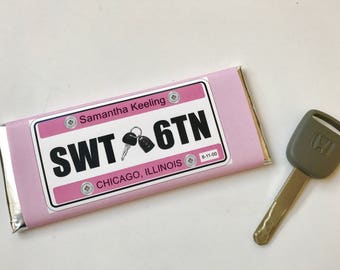 Samantha Keeling
SWT 6TN
CHICAGO, ILLINOIS
8-11-00